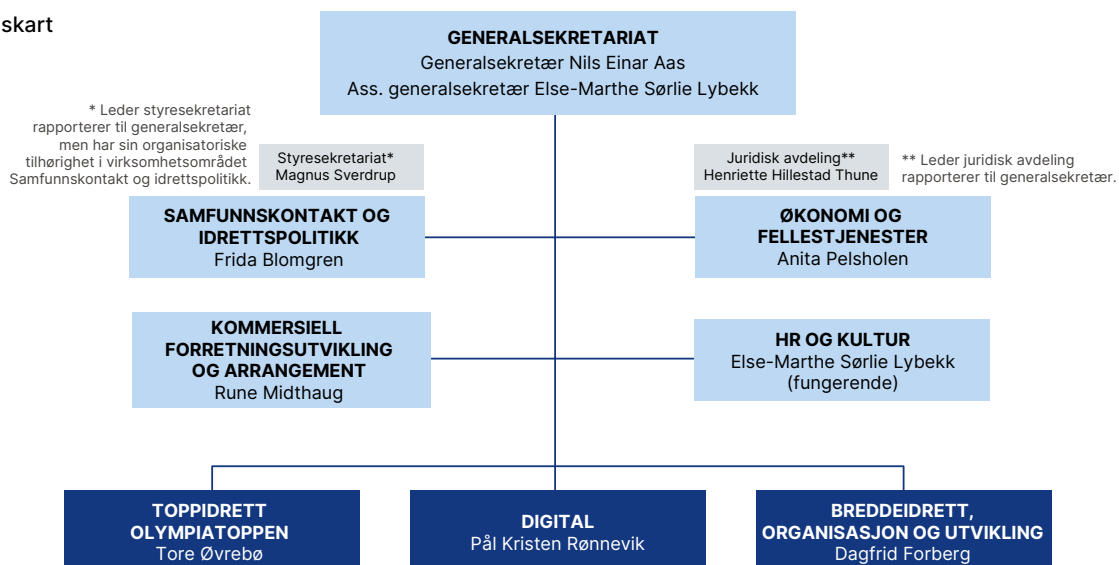 skart
GENERALSEKRETARIAT
Generalsekretær Nils Einar Aas
Ass. generalsekretær Else-Marthe Sørlie Lybekk
* Leder styresekretariat
rapporterer til generalsekretær,
men har sin organisatoriske
tilhørighet i virksomhetsområdet
Samfunnskontakt og idrettspolitikk.
Styresekretariat*
Magnus Sverdrup
Juridisk avdeling**
Henriette Hillestad Thune
** Leder juridisk avdeling
rapporterer til generalsekretær.
SAMFUNNSKONTAKT OG
IDRETTSPOLITIKK
Frida Blomgren
ØKONOMI OG
FELLESTJENESTER
Anita Pelsholen
KOMMERSIELL
FORRETNINGSUTVIKLING
OG ARRANGEMENT
Rune Midthaug
HR OG KULTUR
Else-Marthe Sørlie Lybekk
(fungerende)
TOPPIDRETT
OLYMPIATOPPEN
Tore Øvrebø
DIGITAL
Pål Kristen Rønnevik
BREDDEIDRETT,
ORGANISASJON OG UTVIKLING
Dagfrid Forberg